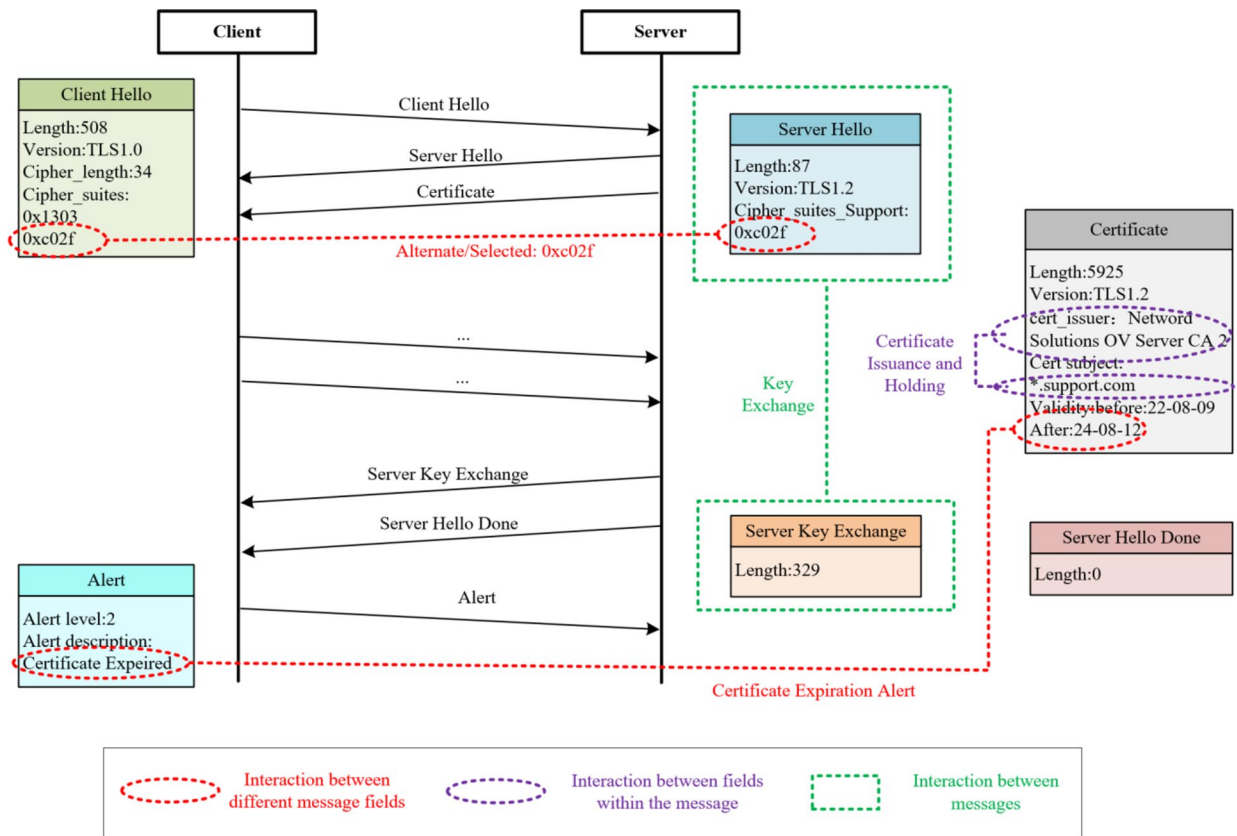 Client
Server
Client Hello
Length:508
Version:TLS1.0
Cipher_length:34
Cipher_suites:
0x1303
0xc02f
Client Hello
Server Hello
Certificate
Alternate/Selected: 0xc02f
Server Hello
Length:87
Version:TLS1.2
Cipher_suites_Support:
0xc02f
Certificate
Length:5925
Version:TLS1.2
cert_issuer: Netword
Solutions OV Server CA 2
Cert subject:
*.support.com
Validity:before:22-08-09
After:24-08-12
Certificate
Issuance and
Holding
...
...
Key
Exchange
Server Key Exchange
Server Hello Done
Server Key Exchange
Length:329
Server Hello Done
Length:0
Alert
Alert level:2
Alert description:
Certificate Expeired
Alert
Certificate Expiration Alert
Interaction between
different message fields
Interaction between fields
within the message
Interaction between
messages